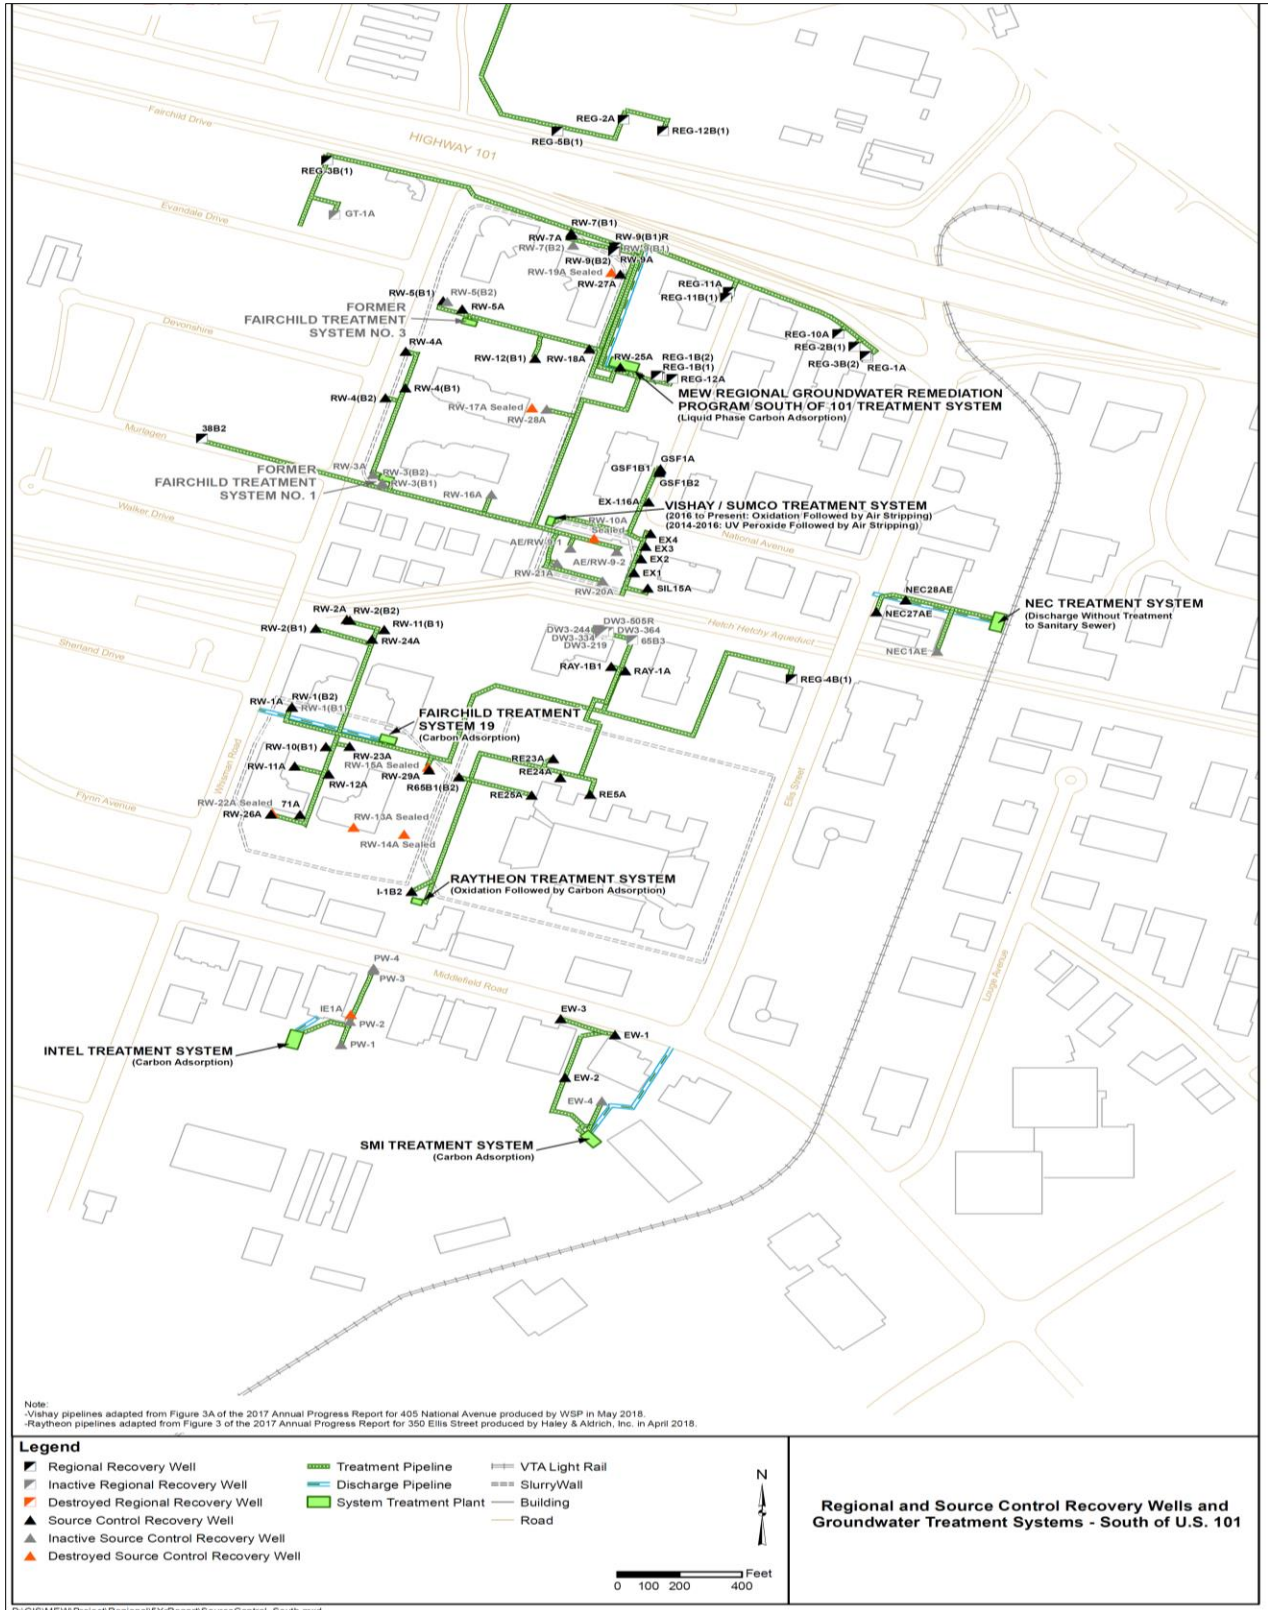 HIGHWAY 101
Fairchild Drive
REG-2A
REG-12B(1)
REG-5B(1)
REG-3B(1)
GT-1A
Evandale Drive
RW-7(B1)
RW-7A
RW-7(B2)
RW-9(B1)R
RW-9(B2)
RW-9A
RW-19A Sealed
RW-27A
REG-11A
REG-11B(1)
RW-5(B1)
RW-5(B2)
RW-5A
FORMER
FAIRCHILD TREATMENT
SYSTEM NO. 3
Devonshire
REG-10A
REG-2B(1)
REG-3B(2)
REG-1A
RW-4A
RW-12(B1)
RW-18A
RW-25A
REG-1B(2)
REG-1B(1)
REG-12A
MEW REGIONAL GROUNDWATER REMEDIATION
PROGRAM SOUTH OF 101 TREATMENT SYSTEM
(Liquid Phase Carbon Adsorption)
RW-4(B1)
RW-4(B2)
RW-17A Sealed
RW-28A
38B2
FORMER
FAIRCHILD TREATMENT
SYSTEM NO. 1
RW-3A
RW-3(B2)
RW-3(B1)
RW-16A
GSF1A
GSF1B1
GSF1B2
EX-116A
VISHAY / SUMCO TREATMENT SYSTEM
(2016 to Present: Oxidation Followed by Air Stripping)
(2014-2016: UV Peroxide Followed by Air Stripping)
Walker Drive
RW-10A
Sealed
National Avenue
AE/RW-9-1
AE/RW-9-2
EX4
EX3
EX2
EX1
RW-21A
RW-20A
SIL15A
NEC28AE
NEC27AE
NEC1AE
NEC TREATMENT SYSTEM
(Discharge Without Treatment
to Sanitary Sewer)
Hetch Hetchy Aqueduct
RW-2A
RW-2(B2)
RW-2(B1)
RW-11(B1)
RW-24A
DW3-505R
DW3-244
DW3-364
DW3-334
DW3-219
65B3
Sherland Drive
RAY-1B1
RAY-1A
REG-4B(1)
RW-1A
RW-1(B2)
RW-1(B1)
FAIRCHILD TREATMENT
SYSTEM 19
(Carbon Adsorption)
RW-10(B1)
RW-23A
RW-15A Sealed
RW-29A
R65B1(B2)
RW-11A
RW-12A
RE23A
RE24A
RE25A
RE5A
Whisman Road
Ellis Street
Flynn Avenue
RW-22A Sealed
71A
RW-26A
RW-13A Sealed
RW-14A Sealed
I-1B2
RAYTHEON TREATMENT SYSTEM
(Oxidation Followed by Carbon Adsorption)
Middlefield Road
PW-4
PW-3
IE1A
PW-2
PW-1
INTEL TREATMENT SYSTEM
(Carbon Adsorption)
EW-3
EW-1
EW-2
EW-4
SMI TREATMENT SYSTEM
(Carbon Adsorption)
Note:
-Vishay pipelines adapted from Figure 3A of the 2017 Annual Progress Report for 405 National Avenue produced by WSP in May 2018.
-Raytheon pipelines adapted from Figure 3 of the 2017 Annual Progress Report for 350 Ellis Street produced by Haley & Aldrich, Inc. in April 2018.
Legend
Regional Recovery Well
Inactive Regional Recovery Well
Destroyed Regional Recovery Well
Source Control Recovery Well
Inactive Source Control Recovery Well
Destroyed Source Control Recovery Well
Treatment Pipeline
Discharge Pipeline
System Treatment Plant
VTA Light Rail
SlurryWall
Building
Road
N
Feet
0 100 200 400
Regional and Source Control Recovery Wells and
Groundwater Treatment Systems - South of U.S. 101